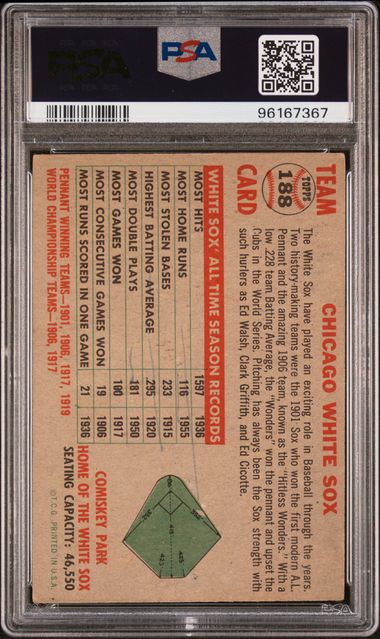 PSA
PSA
96167367
TEAM
TOPPS
188
CARD
CHICAGO WHITE SOX
The White Sox have played an exciting role in Baseball through the years.
Two history-making teams were the 1901 Sox who won the first modern A.L.
Pennant and the amazing 1906 team, known as the "Hitless Wonders." With a
low .228 team Batting Average, the "Wonders" won the pennant and upset the
Cubs in the World Series. Pitching has always been the Sox strength with
such hurlers as Ed Walsh, Clark Griffith, and Ed Cicotte.
WHITE SOX' ALL TIME SEASON RECORDS
MOST HITS 1597 1936
MOST HOME RUNS 116 1955
MOST STOLEN BASES 233 1915
HIGHEST BATTING AVERAGE .295 1920
MOST DOUBLE PLAYS 181 1950
MOST GAMES WON 100 1917
MOST CONSECUTIVE GAMES WON 19 1906
MOST RUNS SCORED IN ONE GAME 21 1936
PENNANT WINNING TEAMS—1901, 1906, 1917, 1919
WORLD CHAMPIONSHIP TEAMS—1906, 1917
352
415
COMISKEY PARK
HOME OF THE WHITE SOX
SEATING CAPACITY: 46,550
©T.C.G. PRINTED IN U.S.A.